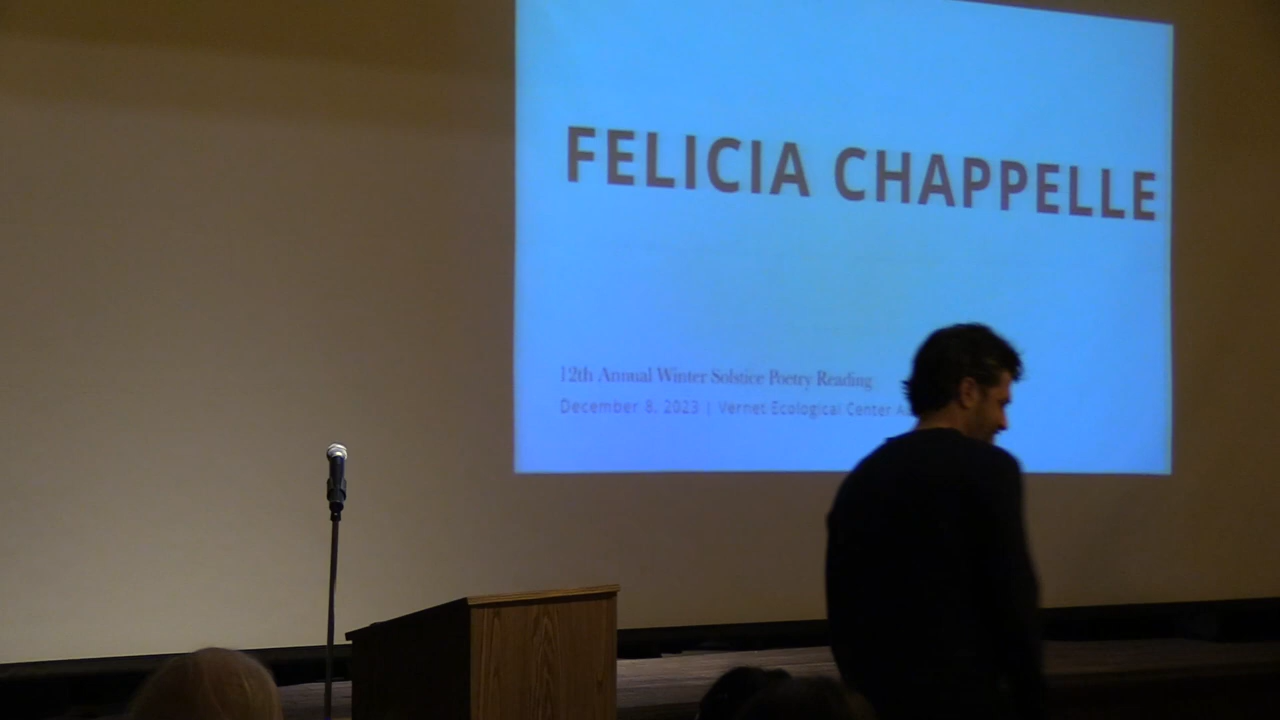 FELICIA CHAPPELLE
12th Annual Winter Solstice Poetry Reading
December 8, 2023 | Vernet Ecological Center